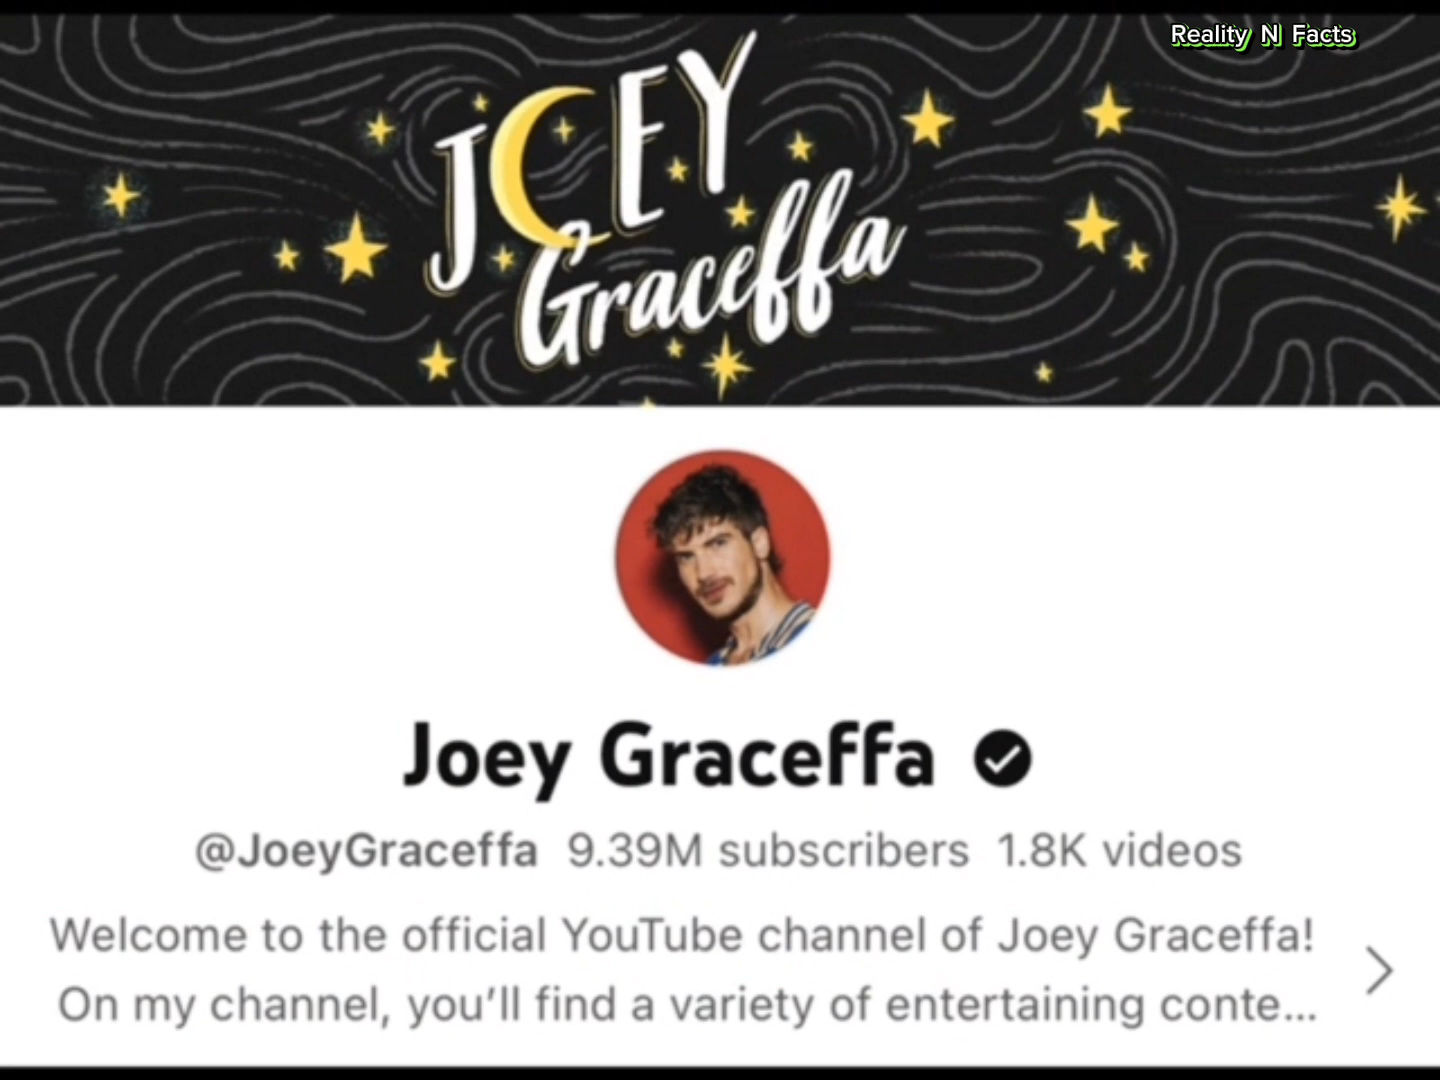 Reality N Facts
JOEY
Graceffa
Joey Graceffa
@JoeyGraceffa 9.39M subscribers 1.8K videos
Welcome to the official YouTube channel of Joey Graceffa!
On my channel, you’ll find a variety of entertaining conte...